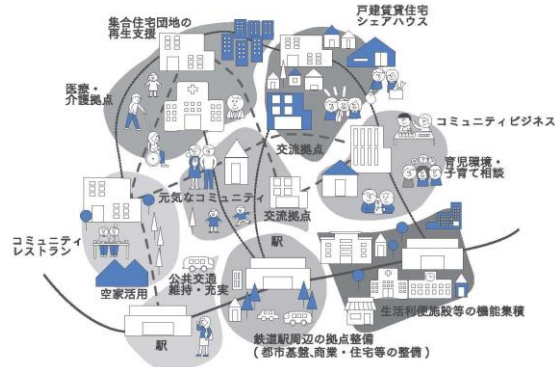 集合住宅団地の
再生支援
戸建賃貸住宅
シェアハウス
医療・
介護拠点
コミュニティビジネス
交流拠点
育児環境・
子育て相談
元気なコミュニティ
交流拠点
コミュニティ
レストラン
駅
公共交通
維持・充実
空家活用
生活利便施設等の機能集積
駅
鉄道駅周辺の拠点整備
(都市基盤、商業・住宅等の整備)